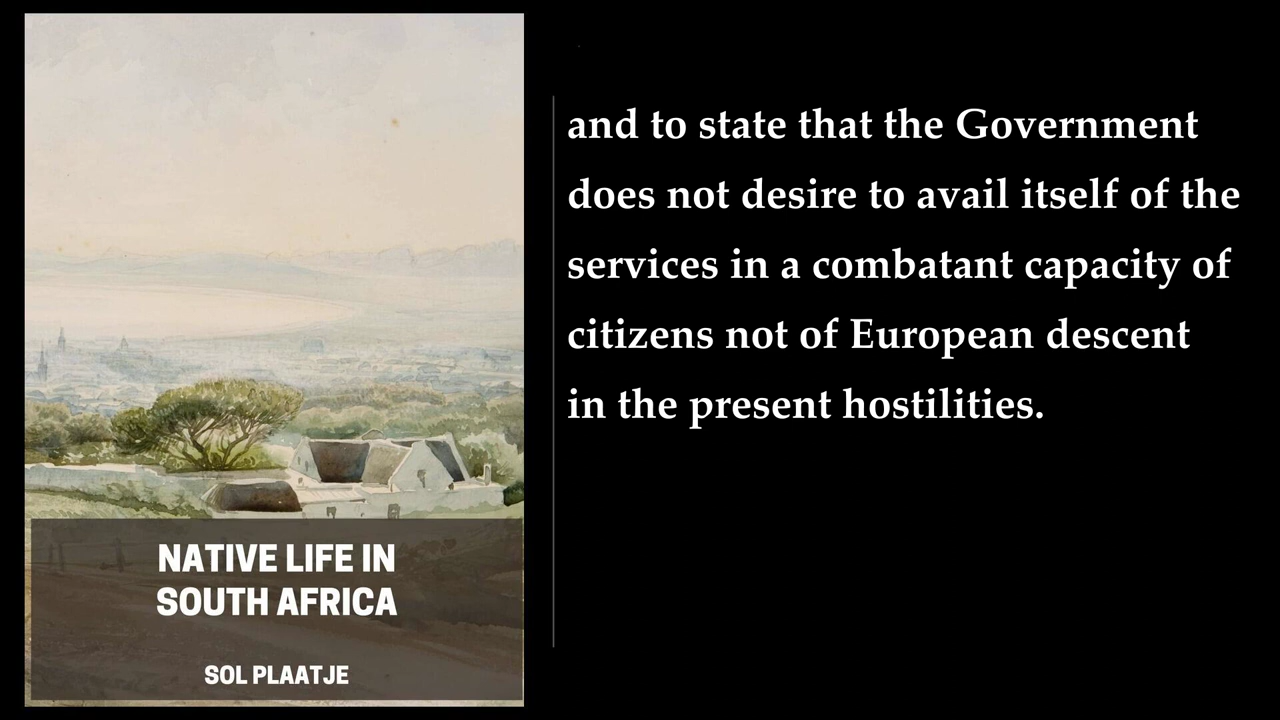 NATIVE LIFE IN
SOUTH AFRICA
SOL PLAATJE
and to state that the Government
does not desire to avail itself of the
services in a combatant capacity of
citizens not of European descent
in the present hostilities.